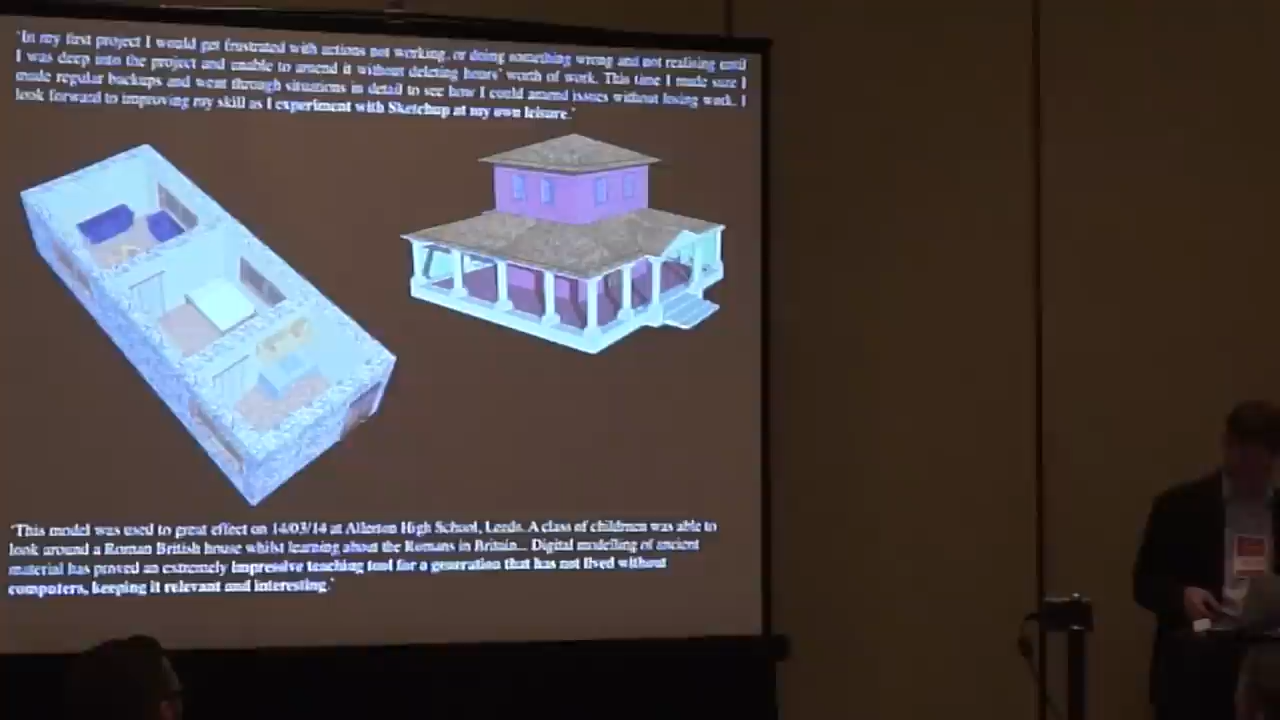 'In my first project I would get frustrated with actions not working, or doing something wrong and not realising until
I was deep into the project and unable to amend it without deleting hours' worth of work. This time I made sure I
made regular backups and went through situations in detail to see how I could amend issues without losing work. I
look forward to improving my skill as I experiment with Sketchup at my own leisure.'
'This model was used to great effect on 14/03/14 at Allerton High School, Leeds. A class of children was able to
look around a Roman British house whilst learning about the Romans in Britain... Digital modelling of ancient
material has proved an extremely impressive teaching tool for a generation that has not lived without
computers, keeping it relevant and interesting.'